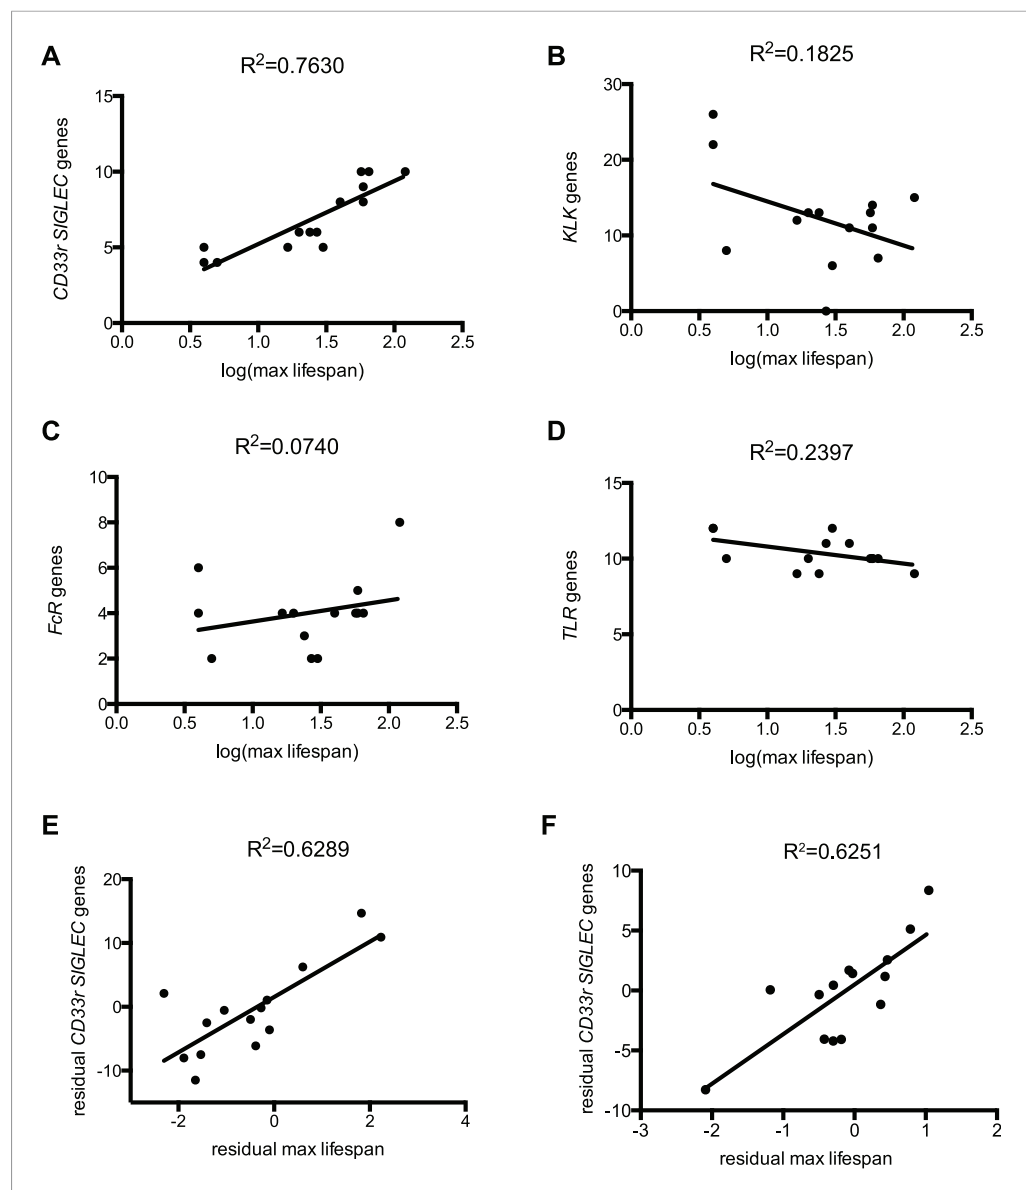 A
R²=0.7630
CD33r SIGLEC genes
15
10
5
0
0.0 0.5 1.0 1.5 2.0 2.5
log(max lifespan)
B
R²=0.1825
KLK genes
30
20
10
0
0.0 0.5 1.0 1.5 2.0 2.5
log(max lifespan)
C
R²=0.0740
FcR genes
10
8
6
4
2
0
0.0 0.5 1.0 1.5 2.0 2.5
log(max lifespan)
D
R²=0.2397
TLR genes
15
10
5
0
0.0 0.5 1.0 1.5 2.0 2.5
log(max lifespan)
E
R²=0.6289
residual CD33r SIGLEC genes
20
10
0
-10
-2 0 2 4
residual max lifespan
F
R²=0.6251
residual CD33r SIGLEC genes
10
5
0
-5
-10
-3 -2 -1 0 1 2
residual max lifespan